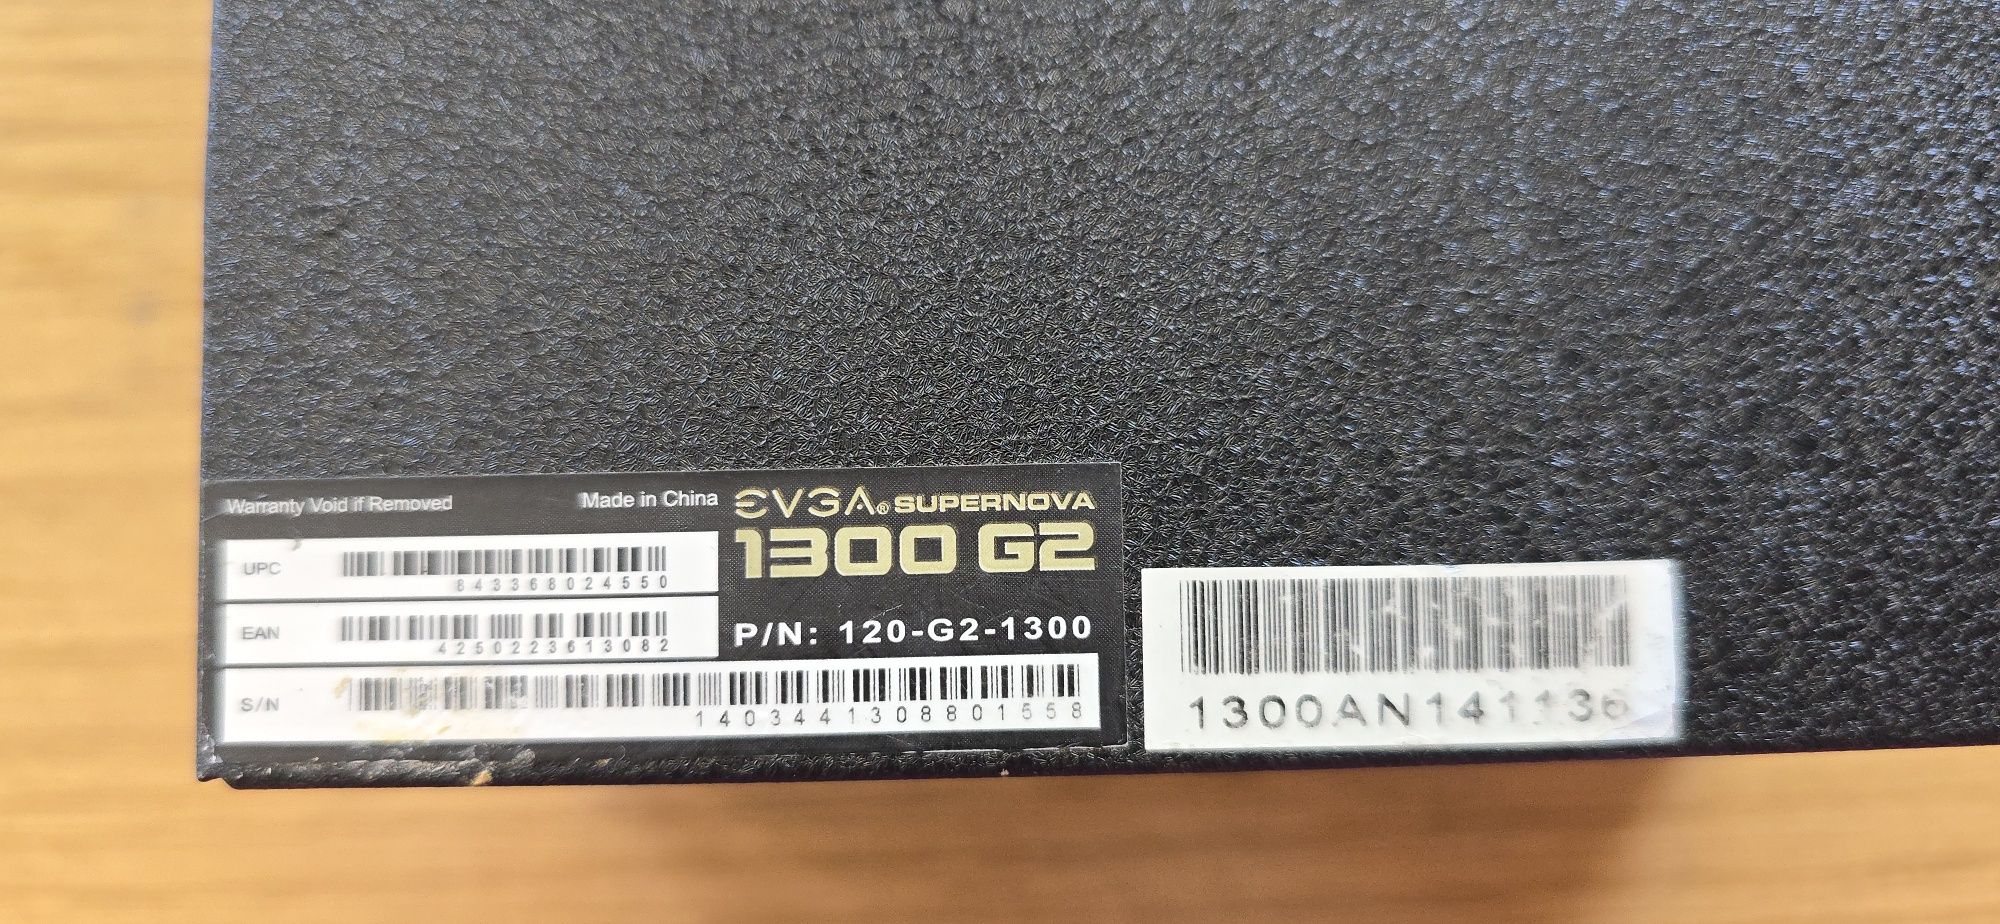 Warranty Void if Removed
Made in China
EVGA® SUPERNOVA
1300 G2
UPC
843368024550
EAN
4250223613082
P/N: 120-G2-1300
S/N
1403441308801558
1300AN141136